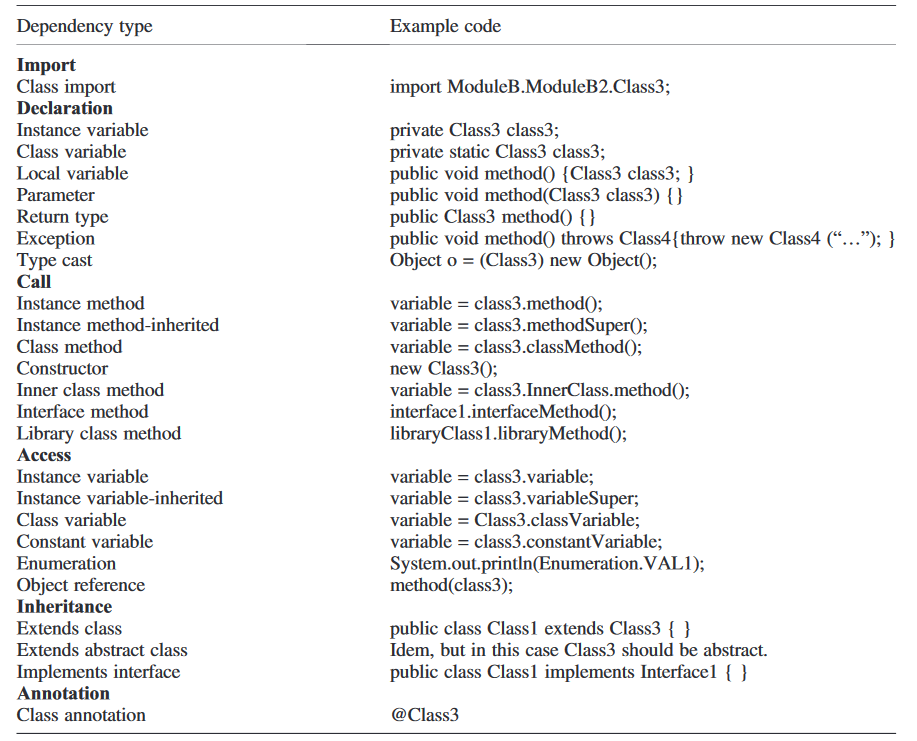 Dependency type Example code
Import
Class import import ModuleB.ModuleB2.Class3;
Declaration
Instance variable private Class3 class3;
Class variable private static Class3 class3;
Local variable public void method() {Class3 class3; }
Parameter public void method(Class3 class3) {}
Return type public Class3 method() {}
Exception public void method() throws Class4{throw new Class4 (“…”); }
Type cast Object o = (Class3) new Object();
Call
Instance method variable = class3.method();
Instance method-inherited variable = class3.methodSuper();
Class method variable = class3.classMethod();
Constructor new Class3();
Inner class method variable = class3.InnerClass.method();
Interface method interface1.interfaceMethod();
Library class method libraryClass1.libraryMethod();
Access
Instance variable variable = class3.variable;
Instance variable-inherited variable = class3.variableSuper;
Class variable variable = Class3.classVariable;
Constant variable variable = class3.constantVariable;
Enumeration System.out.println(Enumeration.VAL1);
Object reference method(class3);
Inheritance
Extends class public class Class1 extends Class3 { }
Extends abstract class Idem, but in this case Class3 should be abstract.
Implements interface public class Class1 implements Interface1 { }
Annotation
Class annotation @Class3